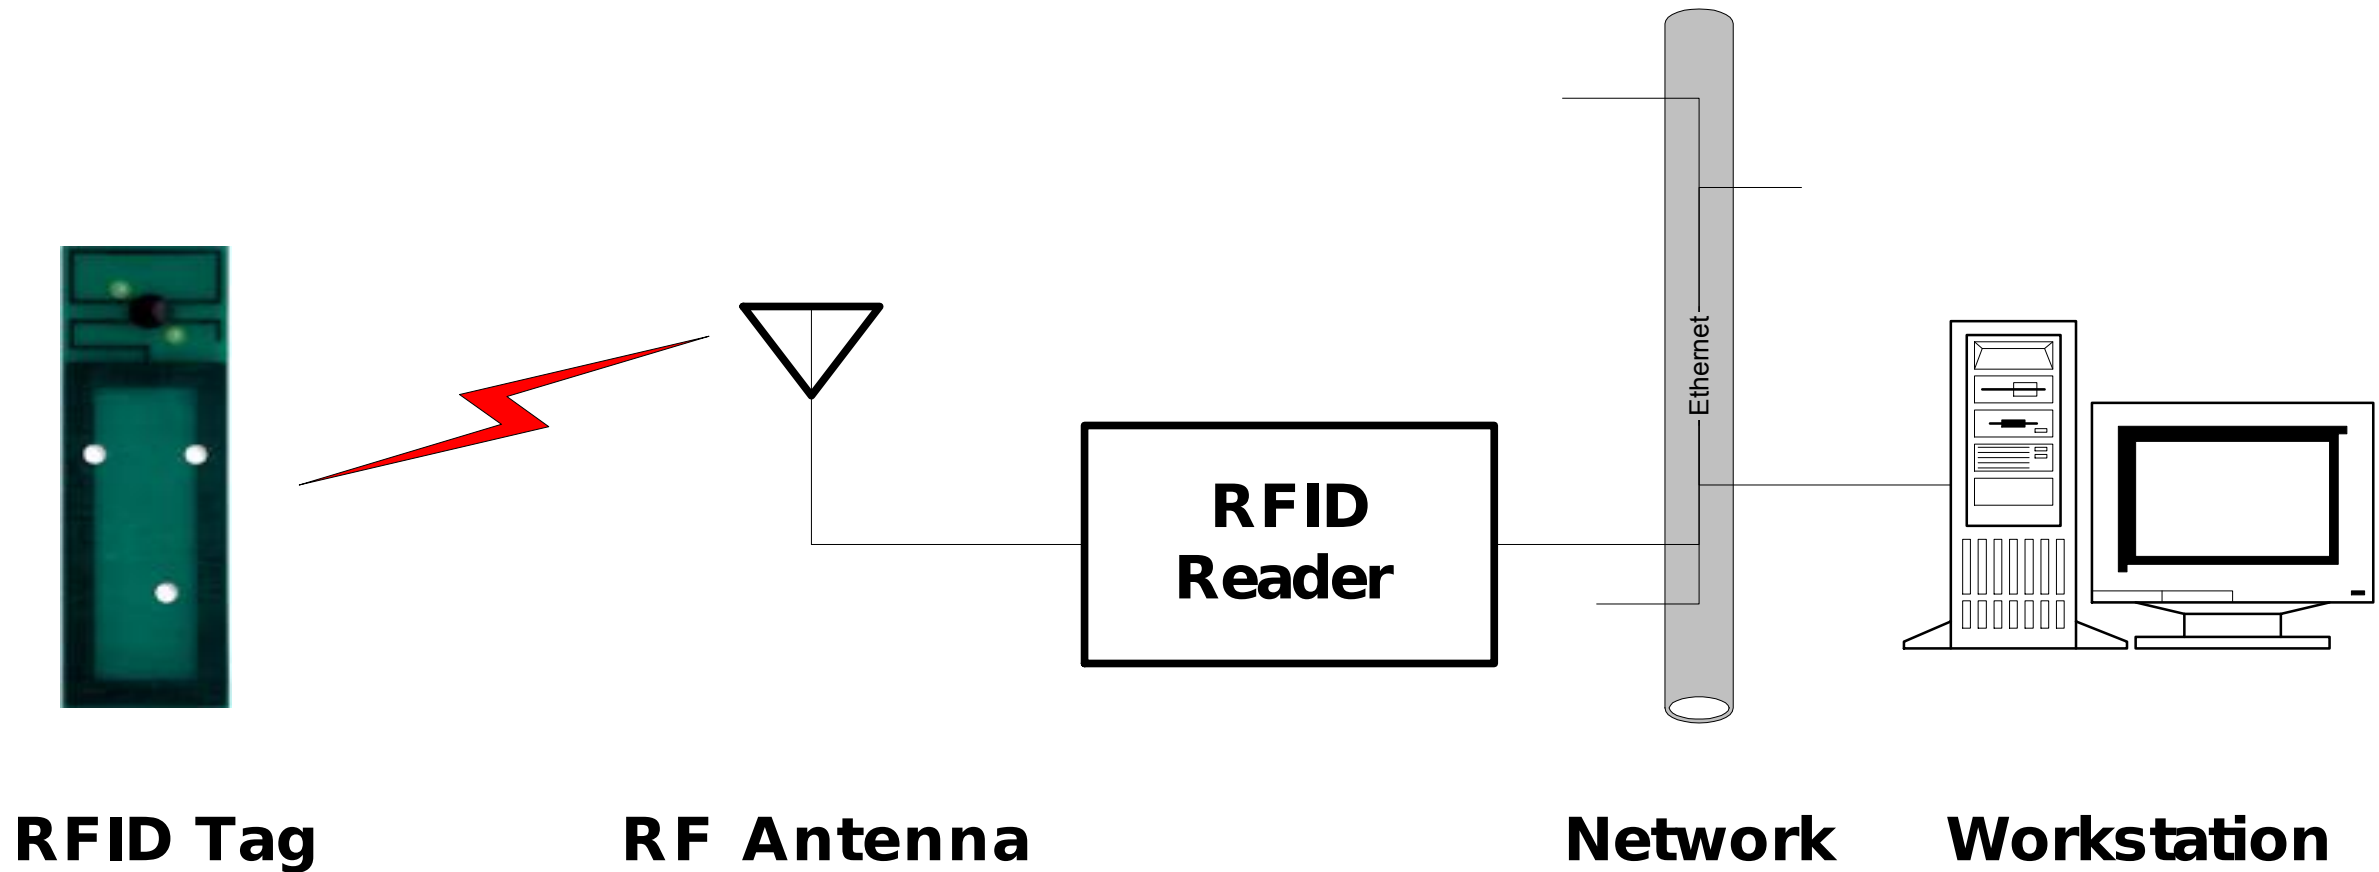 Ethernet
RFID
Reader
RFID Tag
RF Antenna
Network
Workstation